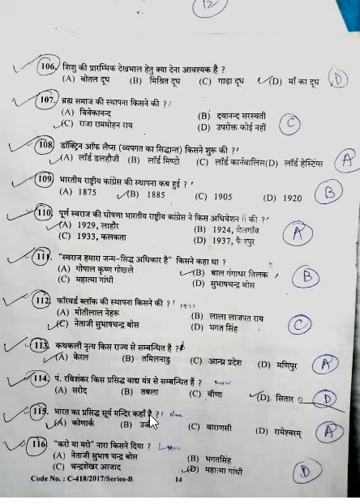 12
106. शिशु की प्रारम्भिक देखभाल हेतु क्या देना आवश्यक है ?
(A) बोतल दूध (B) मिश्रित दूध (C) गाढ़ा दूध (D) माँ का दूध D
107. ब्रह्म समाज की स्थापना किसने की ?
(A) विवेकानन्द (B) दयानन्द सरस्वती
(C) राजा राममोहन राय (D) उपरोक्त कोई नहीं C
108. डॉक्ट्रिन ऑफ लैप्स (व्यपगत का सिद्धान्त) किसने शुरू की ?
(A) लॉर्ड डलहौजी (B) लॉर्ड मिण्टो (C) लॉर्ड कार्नवालिस (D) लॉर्ड हेस्टिंग्स A
109. भारतीय राष्ट्रीय कांग्रेस की स्थापना कब हुई ?
(A) 1875 (B) 1885 (C) 1905 (D) 1920 B
110. पूर्ण स्वराज की घोषणा भारतीय राष्ट्रीय कांग्रेस ने किस अधिवेशन की ?
(A) 1929, लाहौर (B) 1924, बेलगाँव A
(C) 1933, कलकता (D) 1937,
111. "स्वराज हमारा जन्म-सिद्ध अधिकार है" किसने कहा था ?
(A) गोपाल कृष्ण गोखले (B) बाल गंगाधर तिलक B
(C) महात्मा गांधी (D) सुभाषचन्द्र बोस
112. फॉरवर्ड ब्लॉक की स्थापना किसने की ?
(A) मोतीलाल नेहरू (B) लाला लाजपत राय
(C) नेताजी सुभाषचन्द्र बोस (D) भगत सिंह C
113. कथकली नृत्य किस राज्य से सम्बन्धित है ?
(A) केरल (B) तमिलनाडु (C) आन्ध्र प्रदेश (D) मणिपुर A
114. पं. रविशंकर किस प्रसिद्ध वाद्य यंत्र से सम्बन्धित हैं ?
(A) सरोद (B) तबला (C) वीणा (D) सितार D
115. भारत का प्रसिद्ध सूर्य मन्दिर कहाँ है ?
(A) कोणार्क (B) (C) वाराणसी (D) रामेश्वरम् A
116. "करो या मरो" नारा किसने दिया ?
(A) नेताजी सुभाष चन्द्र बोस (B) भगतसिंह
(C) चन्द्रशेखर आजाद (D) महात्मा गांधी D
Code No. : C-418/2017/Series-B 14